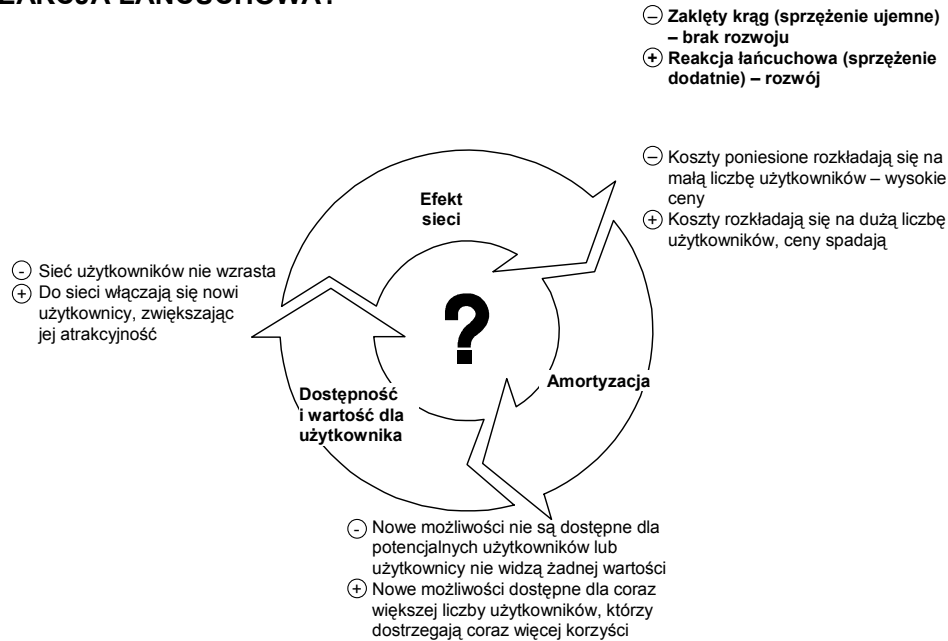 ŁAŃCUCHOWA?
– Zaklęty krąg (sprzężenie ujemne)
– brak rozwoju
+ Reakcja łańcuchowa (sprzężenie
dodatnie) – rozwój
– Koszty poniesione rozkładają się na
małą liczbę użytkowników – wysokie
ceny
+ Koszty rozkładają się na dużą liczbę
użytkowników, ceny spadają
Efekt
sieci
- Sieć użytkowników nie wzrasta
+ Do sieci włączają się nowi
użytkownicy, zwiększając
jej atrakcyjność
?
Amortyzacja
Dostępność
i wartość dla
użytkownika
- Nowe możliwości nie są dostępne dla
potencjalnych użytkowników lub
użytkownicy nie widzą żadnej wartości
+ Nowe możliwości dostępne dla coraz
większej liczby użytkowników, którzy
dostrzegają coraz więcej korzyści